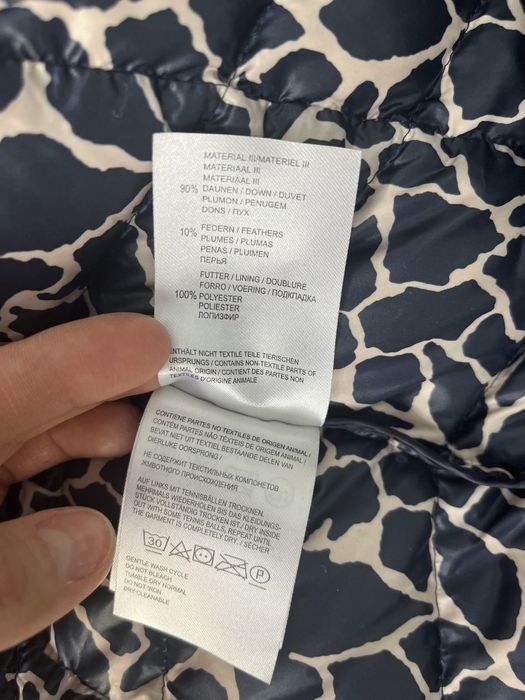 MATERIAL III/MATERIEL III
MATERIAAL III
MATERIAAL III
90% DAUNEN / DOWN / DUVET
PLUMON / PENUGEM
DONS / ПУХ
10% FEDERN / FEATHERS
PLUMES / PLUMAS
PENAS / PLUIMEN
ПЕРЬЯ
FUTTER / LINING / DOUBLURE
FORRO / VOERING / ПОДКЛАДКА
100% POLYESTER
POLIESTER
ПОЛИЭФИР
ENTHÄLT NICHT TEXTILE TEILE TIERISCHEN
URSPRUNGS / CONTAINS NON-TEXTILE PARTS OF
ANIMAL ORIGIN / CONTIENT DES PARTES NON
TEXTILES D'ORIGINE ANIMALE
CONTIENE PARTES NO TEXTILES DE ORIGEN ANIMAL /
CONTÉM PARTES NÃO TÊXTEIS DE ORIGEM ANIMAL /
BEVAT NIET UIT TEXTIEL BESTAANDE DELEN VAN
DIERLIJKE OORSPRONG /
НЕ СОДЕРЖИТ ТЕКСТИЛЬНЫХ КОМПОНЕТОВ
ЖИВОТНОГО ПРОИСХОЖДЕНИЯ
AUF LINKS MIT TENNISBÄLLEN TROCKNEN.
MEHRMALS WIEDERHOLEN BIS DAS KLEIDUNGS-
STÜCK VOLLSTÄNDIG TROCKEN IST./ DRY INSIDE
OUT WITH SOME TENNIS BALLS, REPEAT UNTIL
THE GARMENT IS COMPLETELY DRY. / SÉCHER
30 P
GENTLE WASH CYCLE
DO NOT BLEACH
TUMBLE DRY NORMAL
DO NOT IRON
DRY CLEANABLE